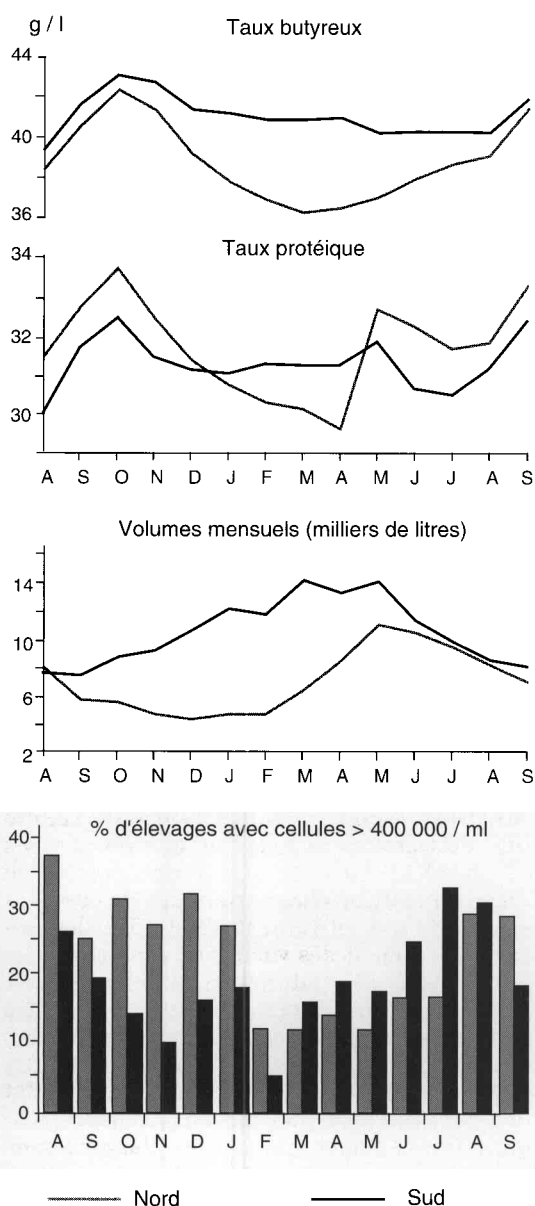 g / l
Taux butyreux
44
40
36
Taux protéique
34
32
30
A S O N D J F M A M J J A S
Volumes mensuels (milliers de litres)
14
10
6
2
A S O N D J F M A M J J A S
% d'élevages avec cellules > 400 000 / ml
40
30
20
10
0
A S O N D J F M A M J J A S
Nord Sud